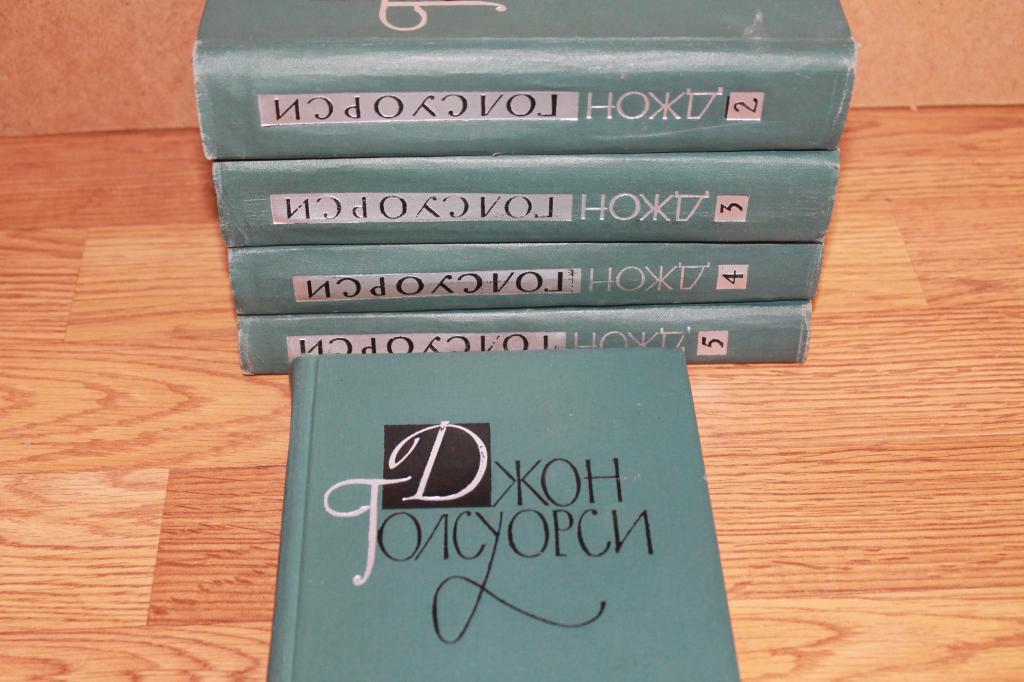 2 ДЖОН ГОЛСУОРСИ
3 ДЖОН ГОЛСУОРСИ
4 ДЖОН ГОЛСУОРСИ
5 ДЖОН ГОЛСУОРСИ
ДЖОН
ГОЛСУОРСИ